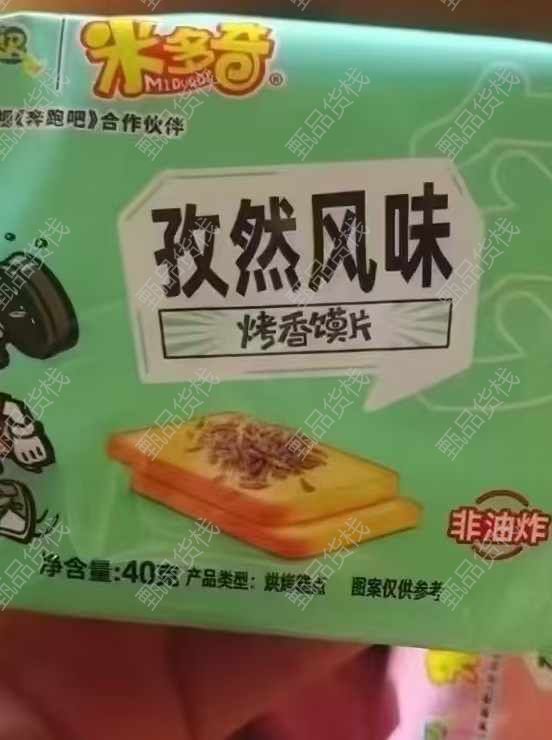 米多奇®
MIDUOQI
《奔跑吧》合作伙伴
孜然风味
烤香馍片
非油炸
净含量:40克 产品类型: 烘烤糕点 图案仅供参考
甄品货栈